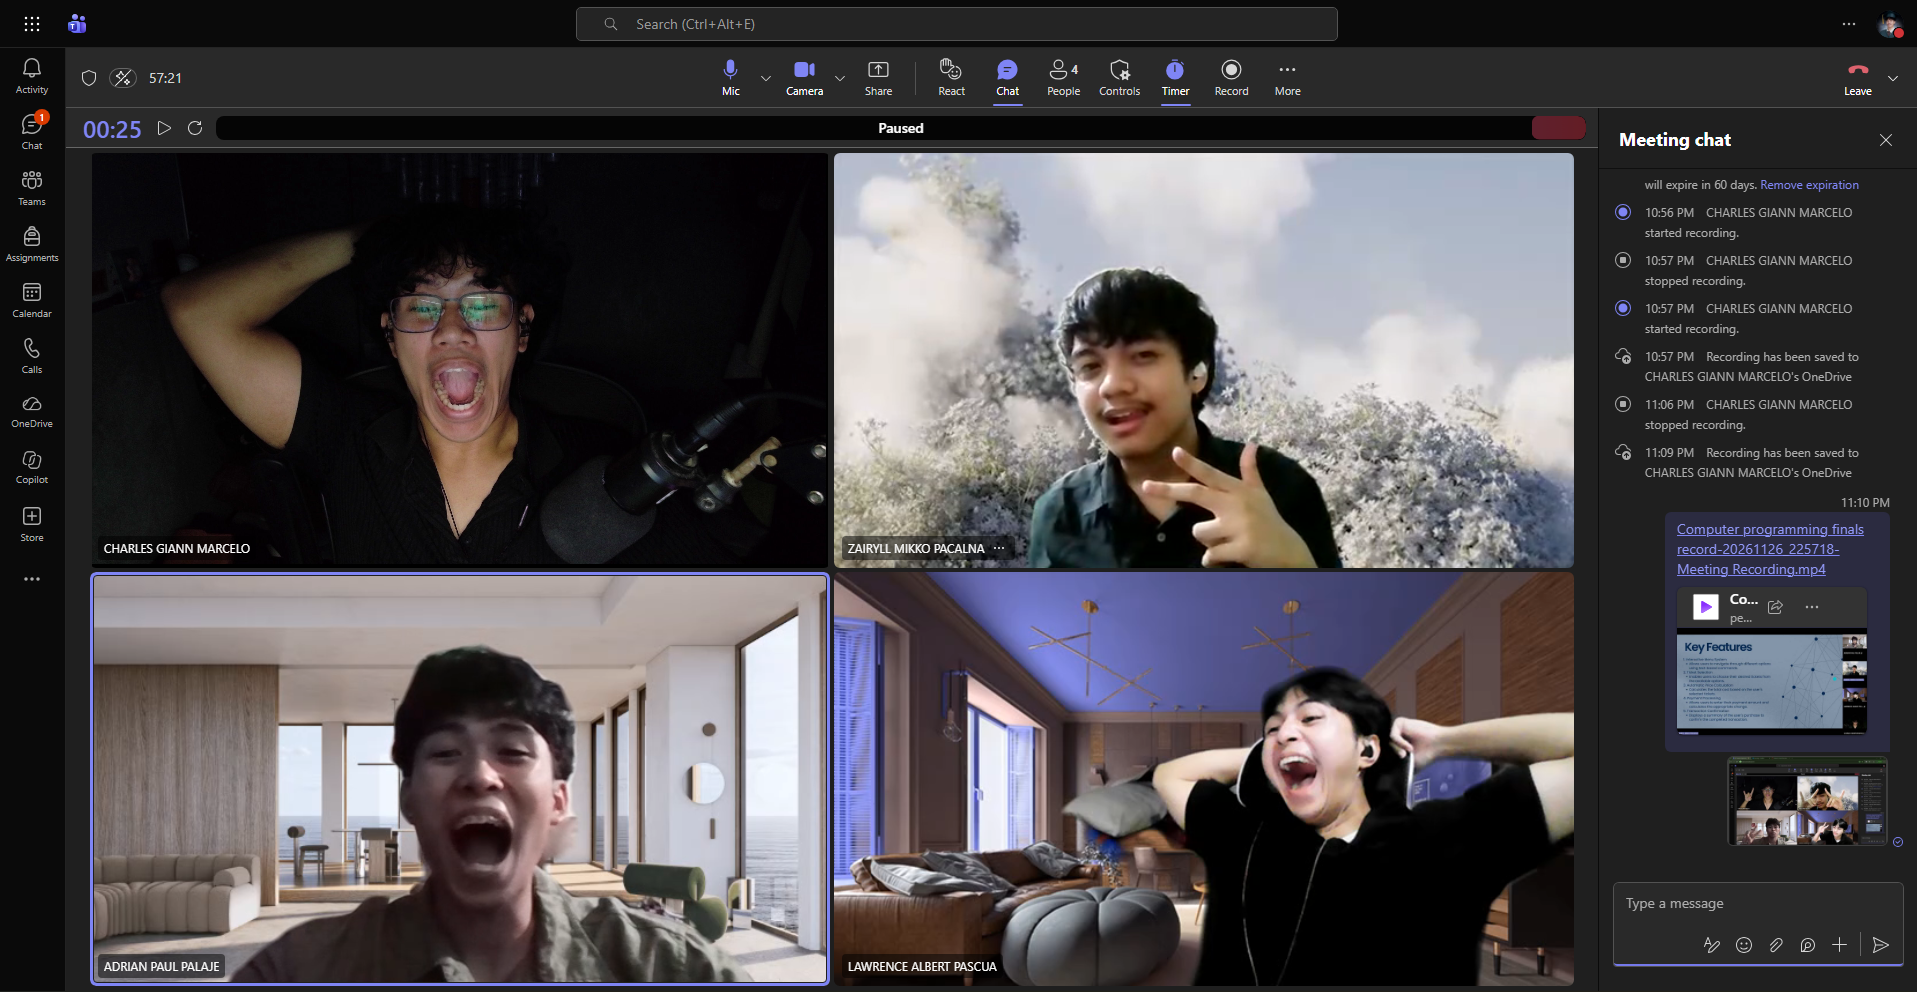 Search (Ctrl+Alt+E)
57:21
Mic
Camera
Share
React
Chat
4
People
Controls
Timer
Record
More
Leave
Activity
1
Chat
Teams
Assignments
Calendar
Calls
OneDrive
Copilot
Store
00:25
Paused
CHARLES GIANN MARCELO
ZAIRYLL MIKKO PACALNA
ADRIAN PAUL PALAJE
LAWRENCE ALBERT PASCUA
Meeting chat
will expire in 60 days. Remove expiration
10:56 PM CHARLES GIANN MARCELO
started recording.
10:57 PM CHARLES GIANN MARCELO
stopped recording.
10:57 PM CHARLES GIANN MARCELO
started recording.
10:57 PM Recording has been saved to
CHARLES GIANN MARCELO's OneDrive
11:06 PM CHARLES GIANN MARCELO
stopped recording.
11:09 PM Recording has been saved to
CHARLES GIANN MARCELO's OneDrive
11:10 PM
Computer programming finals
record-20261126_225718-
Meeting Recording.mp4
Co...
pe...
Key Features
Type a message